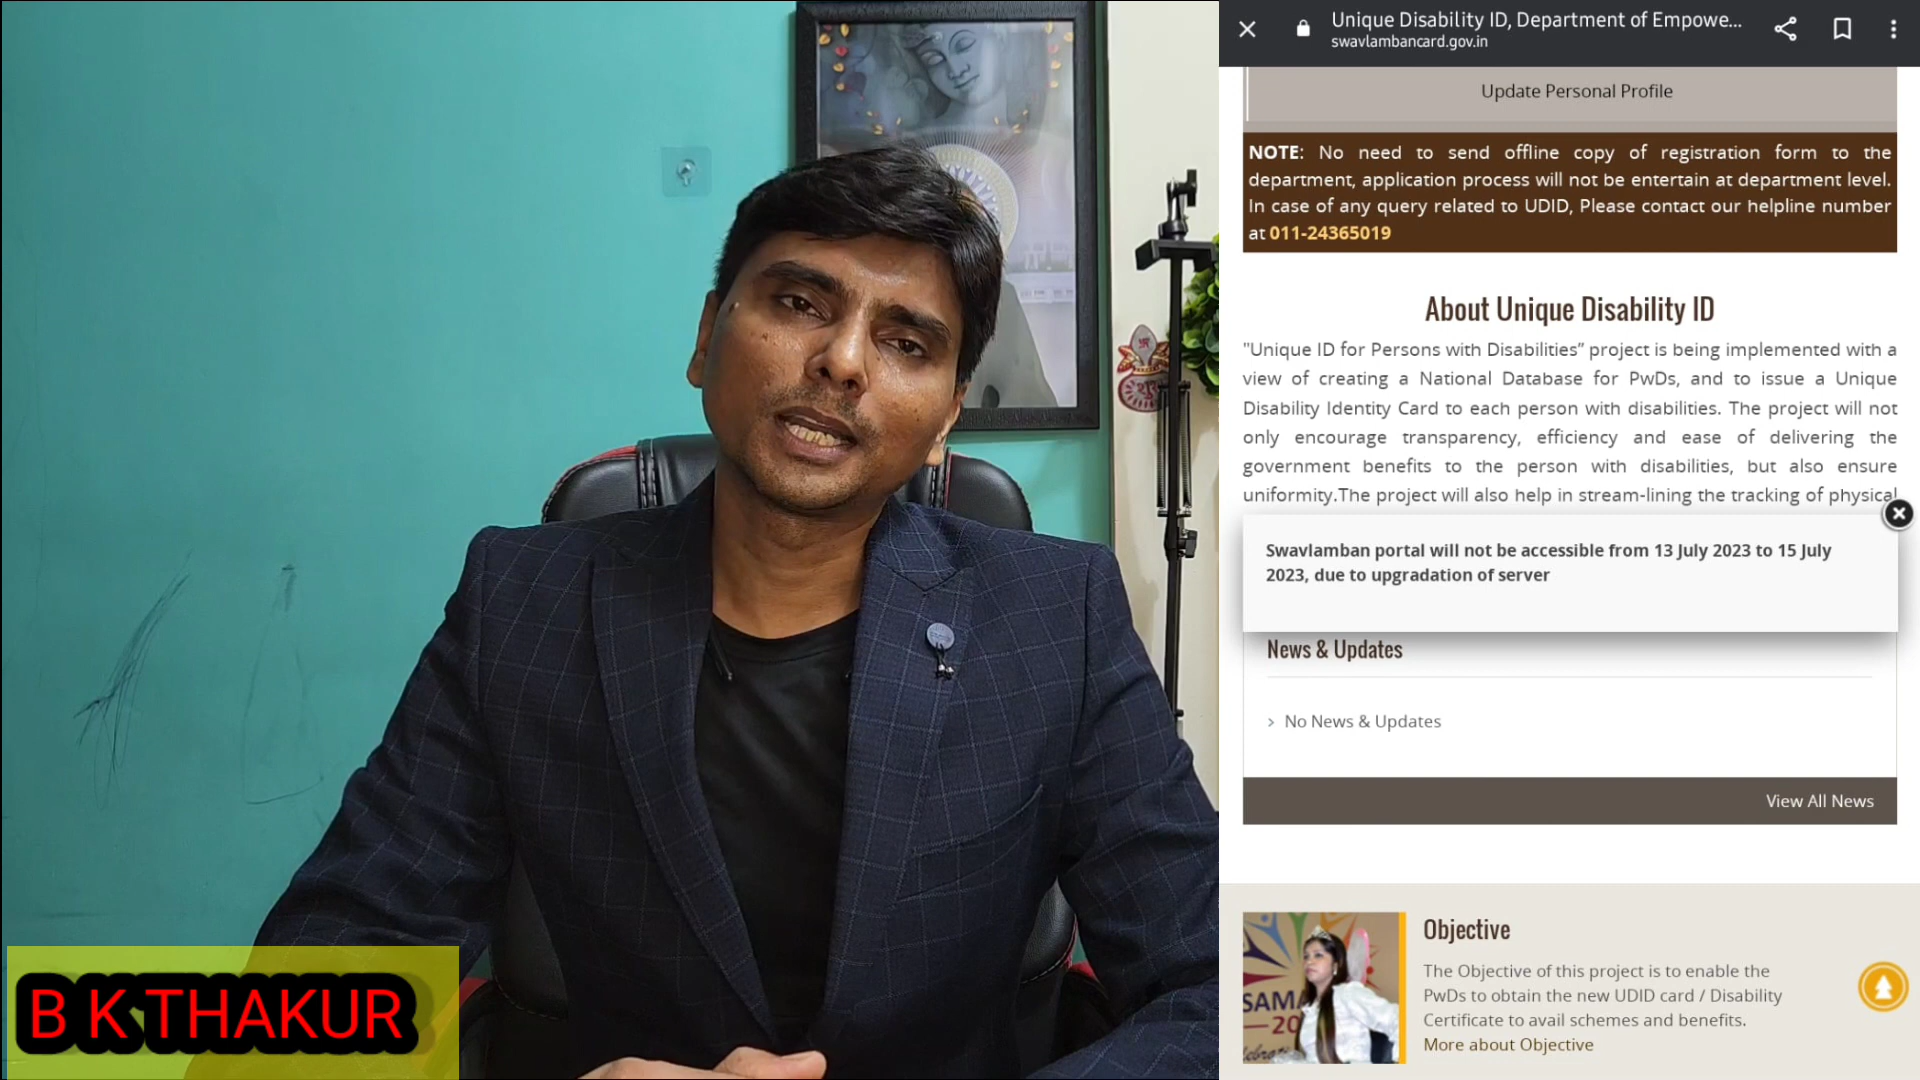 Unique Disability ID, Department of Empowe...
swavlambancard.gov.in
Update Personal Profile
NOTE: No need to send offline copy of registration form to the
department, application process will not be entertain at department level.
In case of any query related to UDID, Please contact our helpline number
at 011-24365019
About Unique Disability ID
"Unique ID for Persons with Disabilities” project is being implemented with a
view of creating a National Database for PwDs, and to issue a Unique
Disability Identity Card to each person with disabilities. The project will not
only encourage transparency, efficiency and ease of delivering the
government benefits to the person with disabilities, but also ensure
uniformity.The project will also help in stream-lining the tracking of physical
Swavlamban portal will not be accessible from 13 July 2023 to 15 July
2023, due to upgradation of server
News & Updates
No News & Updates
View All News
Objective
The Objective of this project is to enable the
PwDs to obtain the new UDID card / Disability
Certificate to avail schemes and benefits.
More about Objective
B K THAKUR
शुभ
SAMA
20